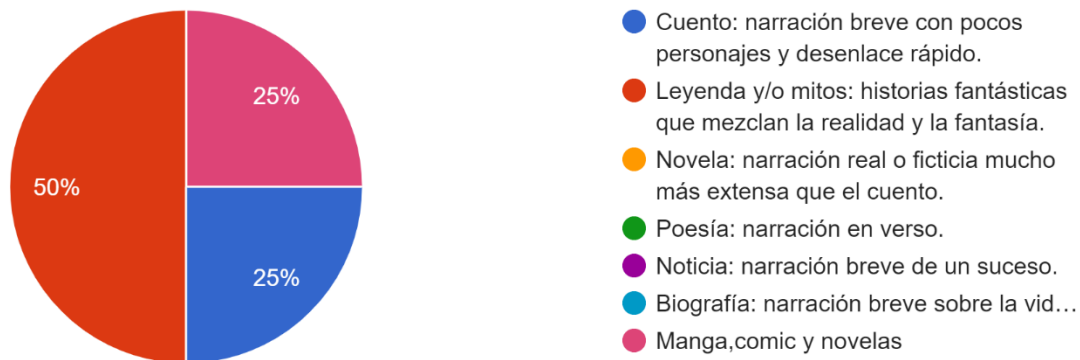 25%
50%
25%
Cuento: narración breve con pocos
personajes y desenlace rápido.
Leyenda y/o mitos: historias fantásticas
que mezclan la realidad y la fantasía.
Novela: narración real o ficticia mucho
más extensa que el cuento.
Poesía: narración en verso.
Noticia: narración breve de un suceso.
Biografía: narración breve sobre la vid…
Manga,comic y novelas